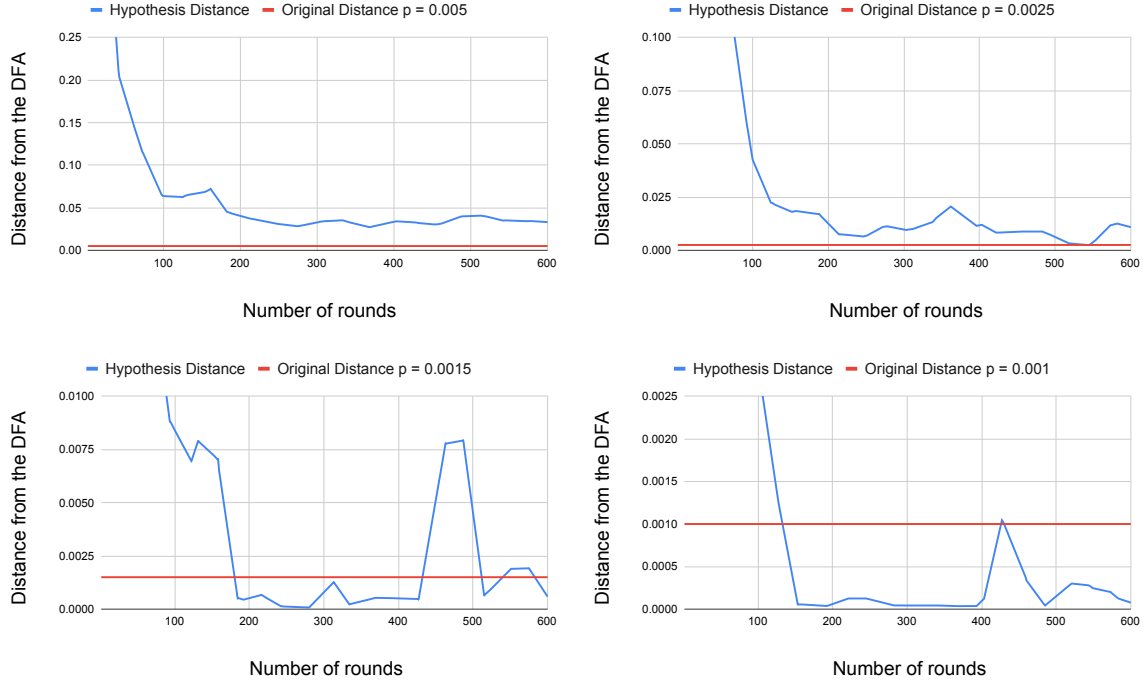 Hypothesis Distance Original Distance p = 0.005
Distance from the DFA
0.25
0.20
0.15
0.10
0.05
0.00
100 200 300 400 500 600
Number of rounds
Hypothesis Distance Original Distance p = 0.0025
Distance from the DFA
0.100
0.075
0.050
0.025
0.000
100 200 300 400 500 600
Number of rounds
Hypothesis Distance Original Distance p = 0.0015
Distance from the DFA
0.0100
0.0075
0.0050
0.0025
0.0000
100 200 300 400 500 600
Number of rounds
Hypothesis Distance Original Distance p = 0.001
Distance from the DFA
0.0025
0.0020
0.0015
0.0010
0.0005
0.0000
100 200 300 400 500 600
Number of rounds